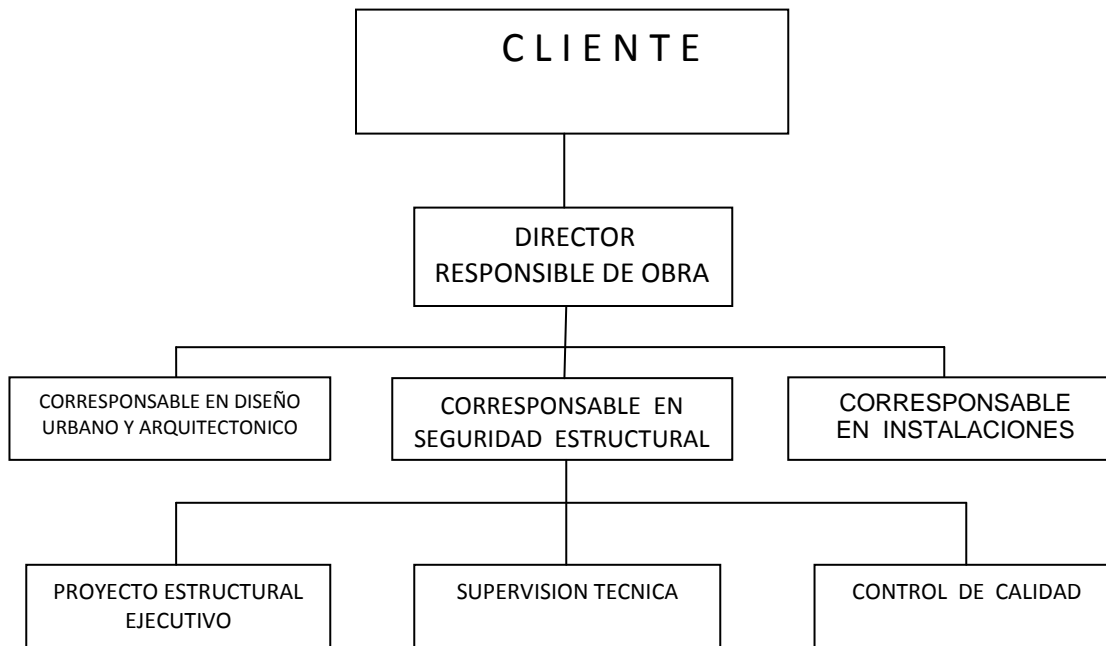 C L I E N T E
DIRECTOR
RESPONSIBLE DE OBRA
CORRESPONSABLE EN DISEÑO
URBANO Y ARQUITECTONICO
CORRESPONSABLE EN
SEGURIDAD ESTRUCTURAL
CORRESPONSABLE
EN INSTALACIONES
PROYECTO ESTRUCTURAL
EJECUTIVO
SUPERVISION TECNICA
CONTROL DE CALIDAD